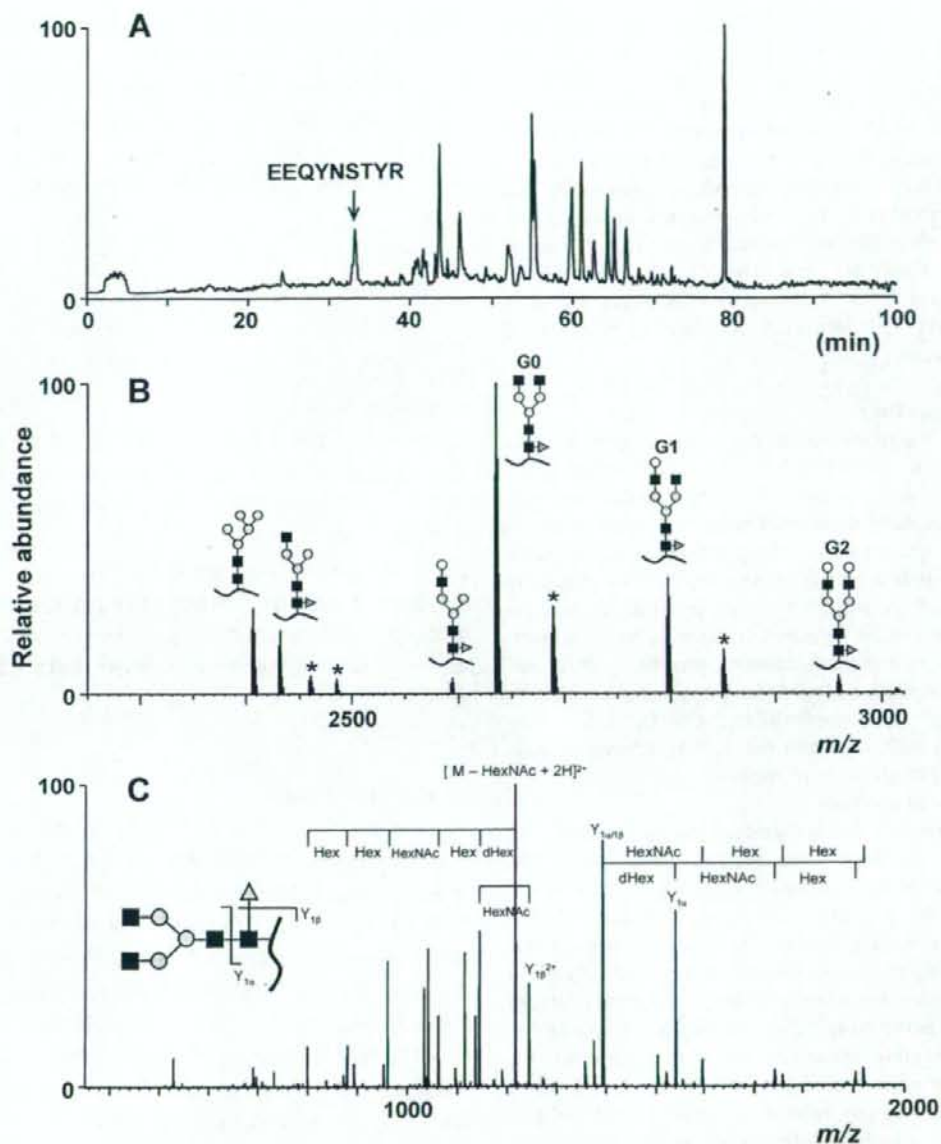 A
100
EEQYNSTYR
0
0 20 40 60 80 100
(min)
Relative abundance
B
100
G0
G1
G2
* * * *
0
2500 3000
m/z
C
[ M – HexNAc + 2H]²⁺
100
Y1α/1β
Hex Hex HexNAc Hex dHex
HexNAc Hex Hex
dHex HexNAc Hex
Y1α
HexNAc
Y1β
Y1α
Y1β²⁺
0
1000 2000
m/z